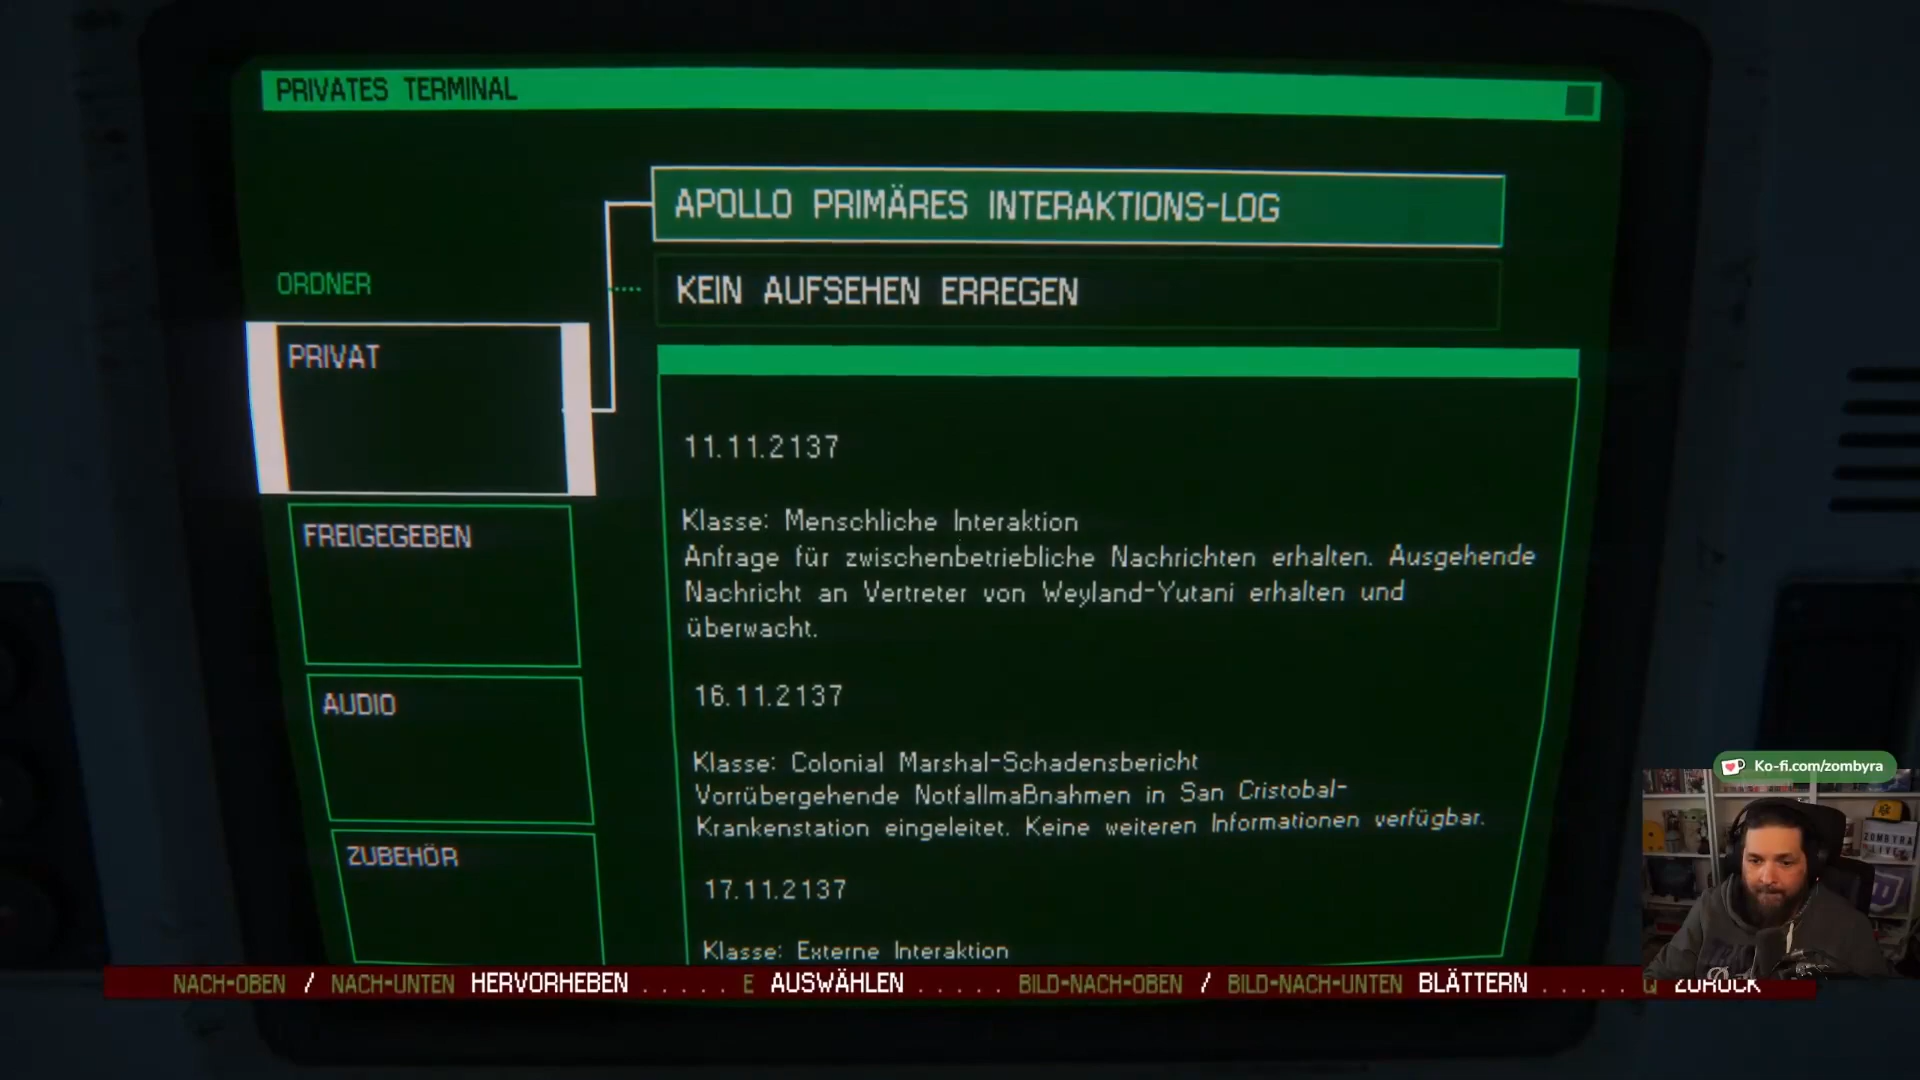 PRIVATES TERMINAL
APOLLO PRIMÄRES INTERAKTIONS-LOG
KEIN AUFSEHEN ERREGEN
ORDNER
PRIVAT
FREIGEGEBEN
AUDIO
ZUBEHÖR
11.11.2137
Klasse: Menschliche Interaktion
Anfrage für zwischenbetriebliche Nachrichten erhalten. Ausgehende
Nachricht an Vertreter von Weyland-Yutani erhalten und
überwacht.
16.11.2137
Klasse: Colonial Marshal-Schadensbericht
Vorrübergehende Notfallmaßnahmen in San Cristobal-
Krankenstation eingeleitet. Keine weiteren Informationen verfügbar.
17.11.2137
Klasse: Externe Interaktion
NACH-OBEN / NACH-UNTEN HERVORHEBEN ..... E AUSWÄHLEN ..... BILD-NACH-OBEN / BILD-NACH-UNTEN BLÄTTERN ..... Q ZURÜCK
Ko-fi.com/zombyra
ZOMBYRA
LIVE